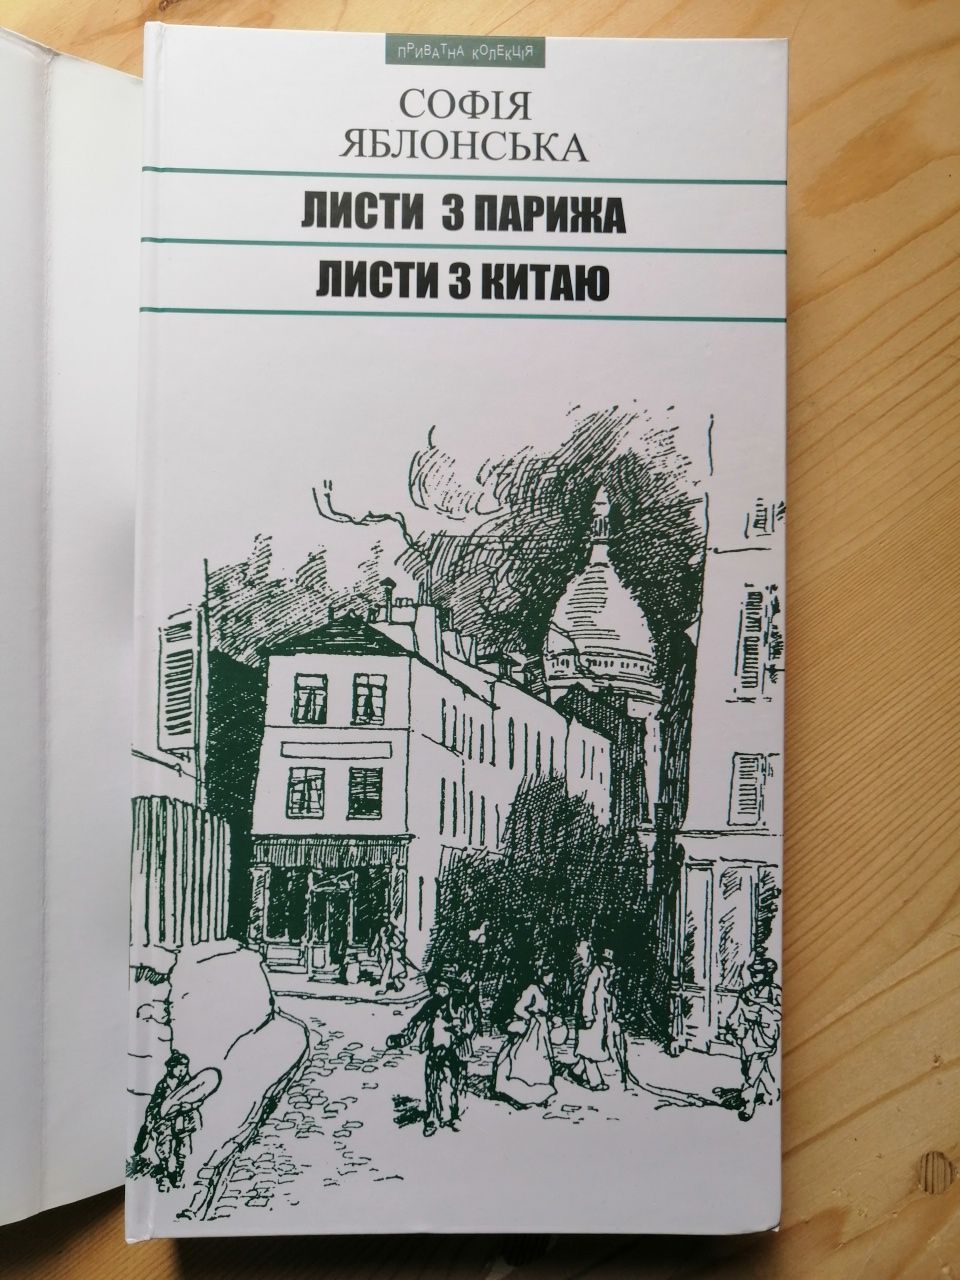 ПРИВАТНА КОЛЕКЦІЯ
СОФІЯ
ЯБЛОНСЬКА
ЛИСТИ З ПАРИЖА
ЛИСТИ З КИТАЮ